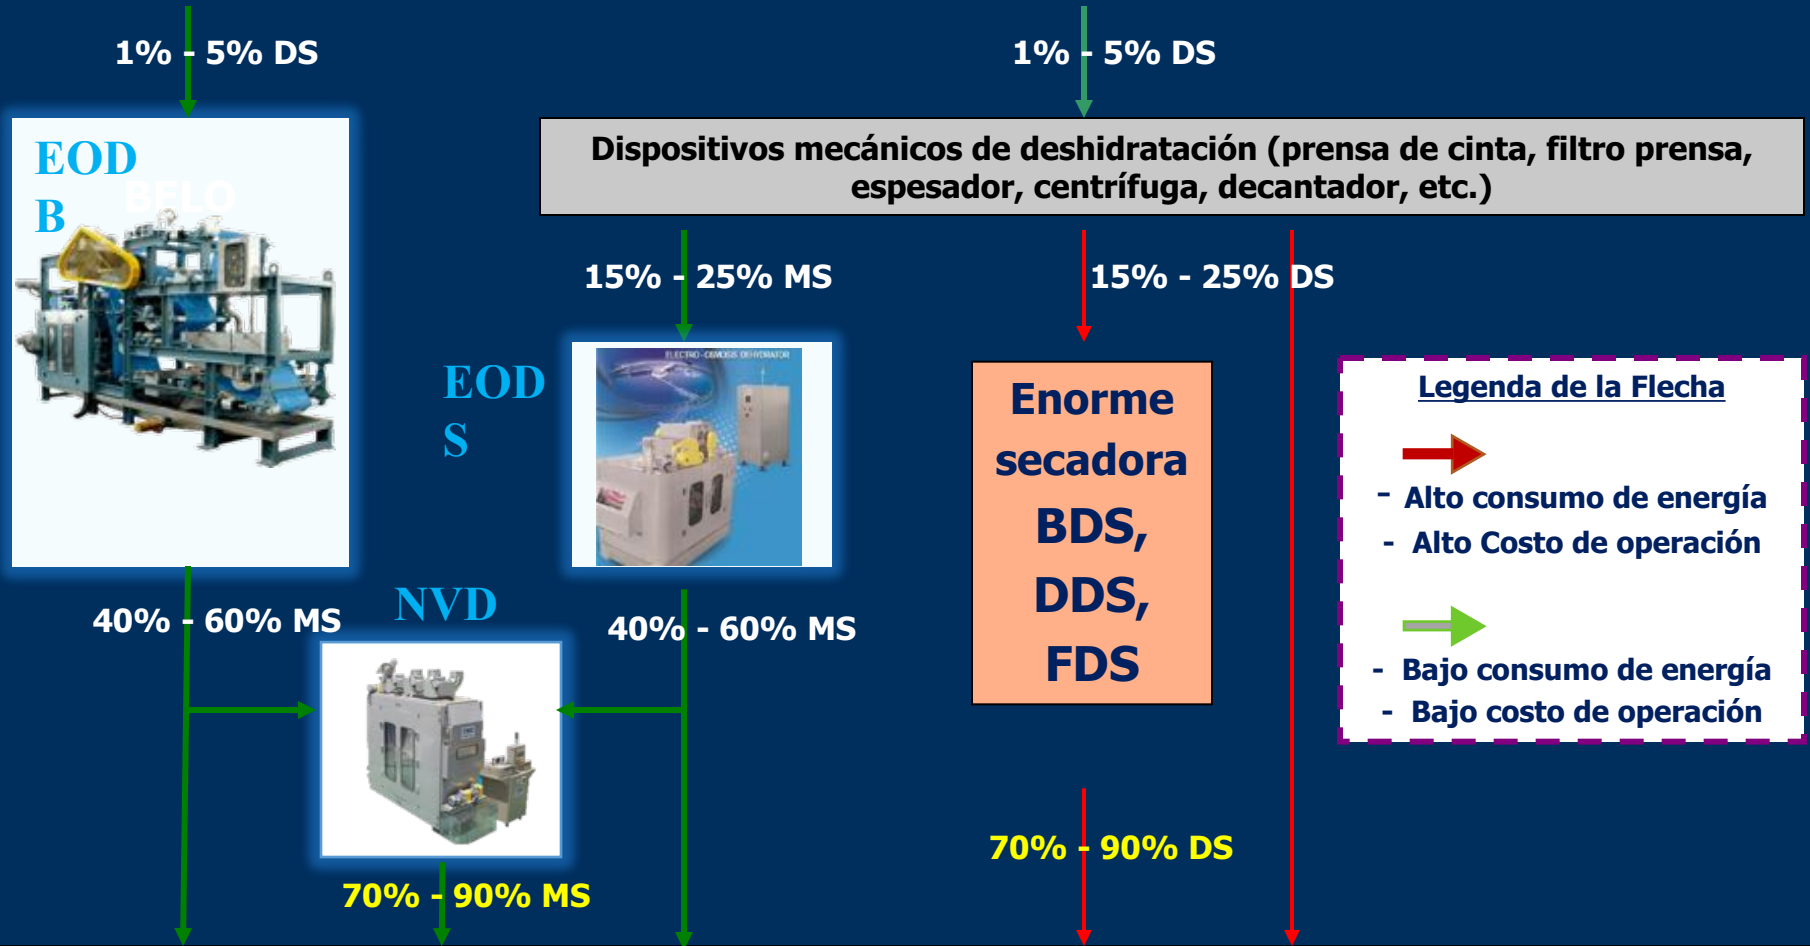 1% - 5% DS
1% - 5% DS
EOD
B
BELO
Dispositivos mecánicos de deshidratación (prensa de cinta, filtro prensa,
espesador, centrífuga, decantador, etc.)
15% - 25% MS
15% - 25% DS
EOD
S
ELECTRO-OSMOSIS DEHYDRATOR
Enorme
secadora
BDS,
DDS,
FDS
Legenda de la Flecha
- Alto consumo de energía
- Alto Costo de operación
- Bajo consumo de energía
- Bajo costo de operación
40% - 60% MS
NVD
40% - 60% MS
70% - 90% MS
70% - 90% DS